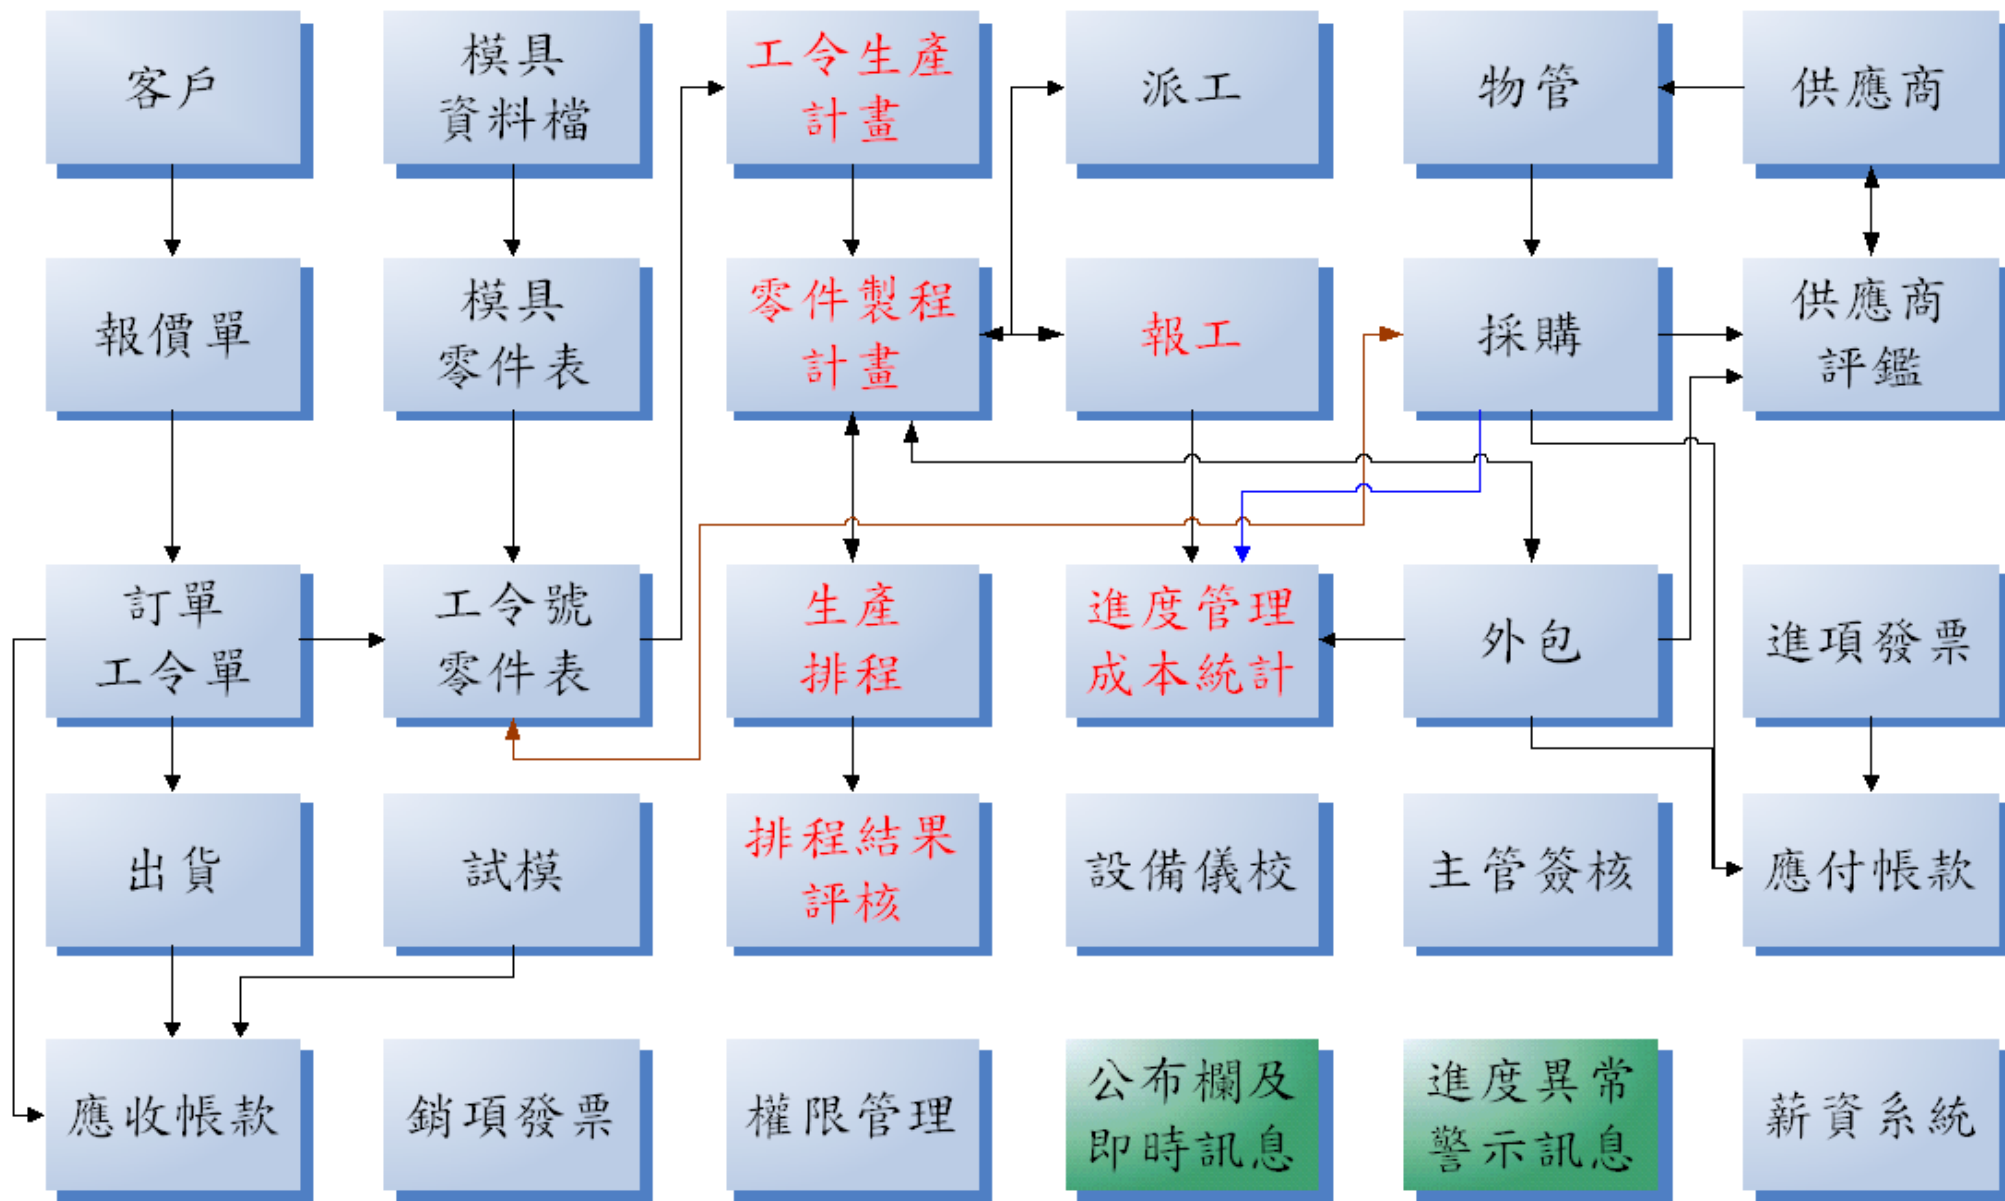 客戶
模具
資料檔
工令生產
計畫
派工
物管
供應商
報價單
模具
零件表
零件製程
計畫
報工
採購
供應商
評鑑
訂單
工令單
工令號
零件表
生產
排程
進度管理
成本統計
外包
進項發票
出貨
試模
排程結果
評核
設備儀校
主管簽核
應付帳款
應收帳款
銷項發票
權限管理
公布欄及
即時訊息
進度異常
警示訊息
薪資系統